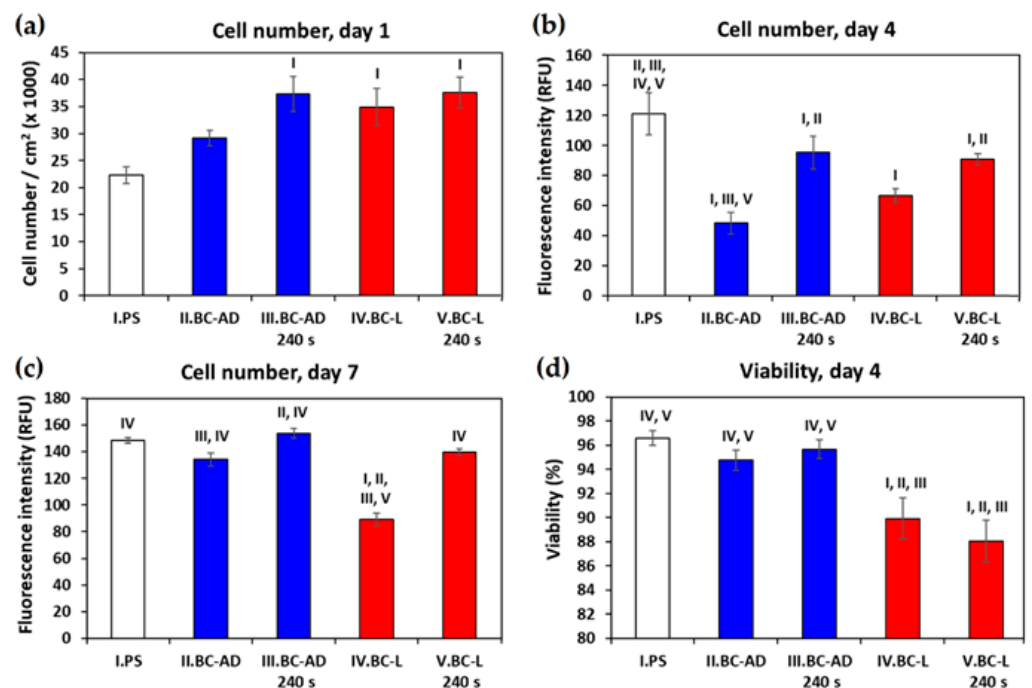 (a)
Cell number, day 1
Cell number / cm² (x 1000)
45
40
35
30
25
20
15
10
5
0
I
I
I
I.PS
II.BC-AD
III.BC-AD
240 s
IV.BC-L
V.BC-L
240 s
(b)
Cell number, day 4
Fluorescence intensity (RFU)
160
140
120
100
80
60
40
20
0
II, III,
IV, V
I, III, V
I, II
I
I, II
I.PS
II.BC-AD
III.BC-AD
240 s
IV.BC-L
V.BC-L
240 s
(c)
Cell number, day 7
Fluorescence intensity (RFU)
180
160
140
120
100
80
60
40
20
0
IV
III, IV
II, IV
I, II,
III, V
IV
I.PS
II.BC-AD
III.BC-AD
240 s
IV.BC-L
V.BC-L
240 s
(d)
Viability, day 4
Viability (%)
100
98
96
94
92
90
88
86
84
82
80
IV, V
IV, V
IV, V
I, II, III
I, II, III
I.PS
II.BC-AD
III.BC-AD
240 s
IV.BC-L
V.BC-L
240 s